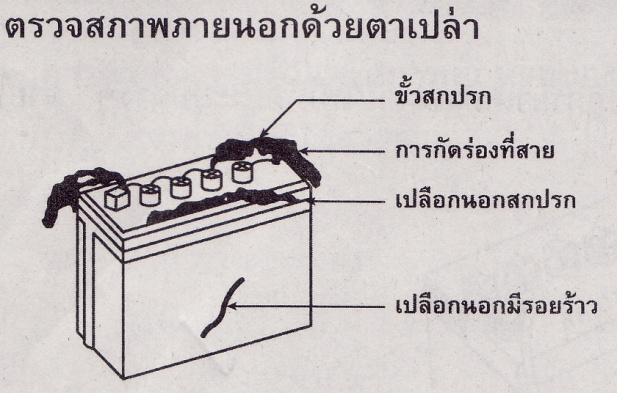 ตรวจสภาพภายนอกด้วยตาเปล่า
ขั้วสกปรก
การกัดร่องที่สาย
เปลือกนอกสกปรก
เปลือกนอกมีรอยร้าว